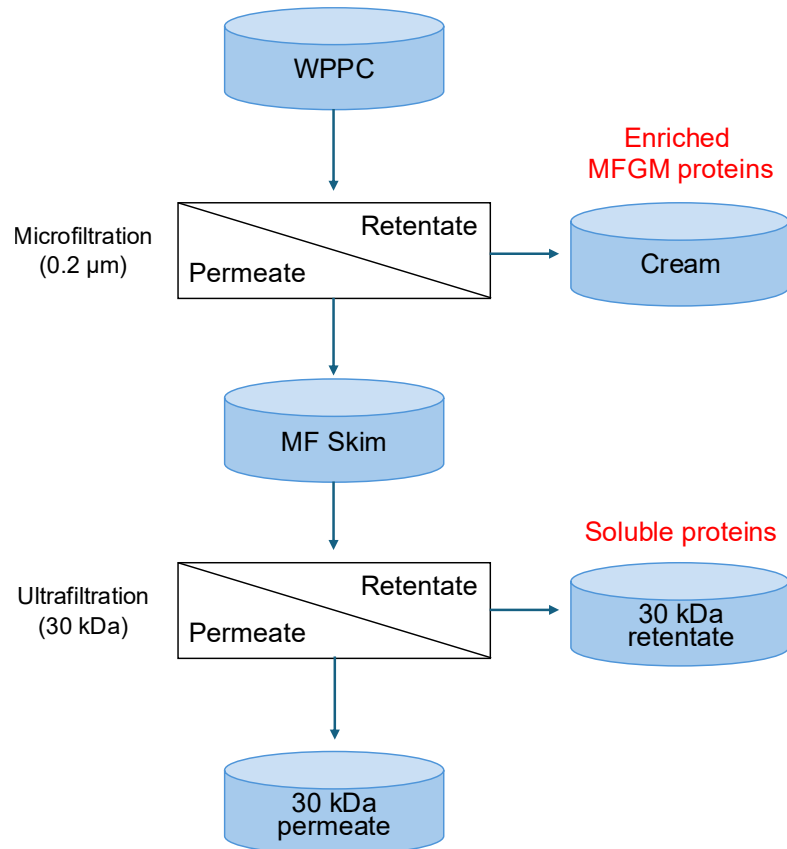 WPPC
Enriched
MFGM proteins
Microfiltration
(0.2 µm)
Retentate
Permeate
Cream
MF Skim
Soluble proteins
Ultrafiltration
(30 kDa)
Retentate
Permeate
30 kDa
retentate
30 kDa
permeate